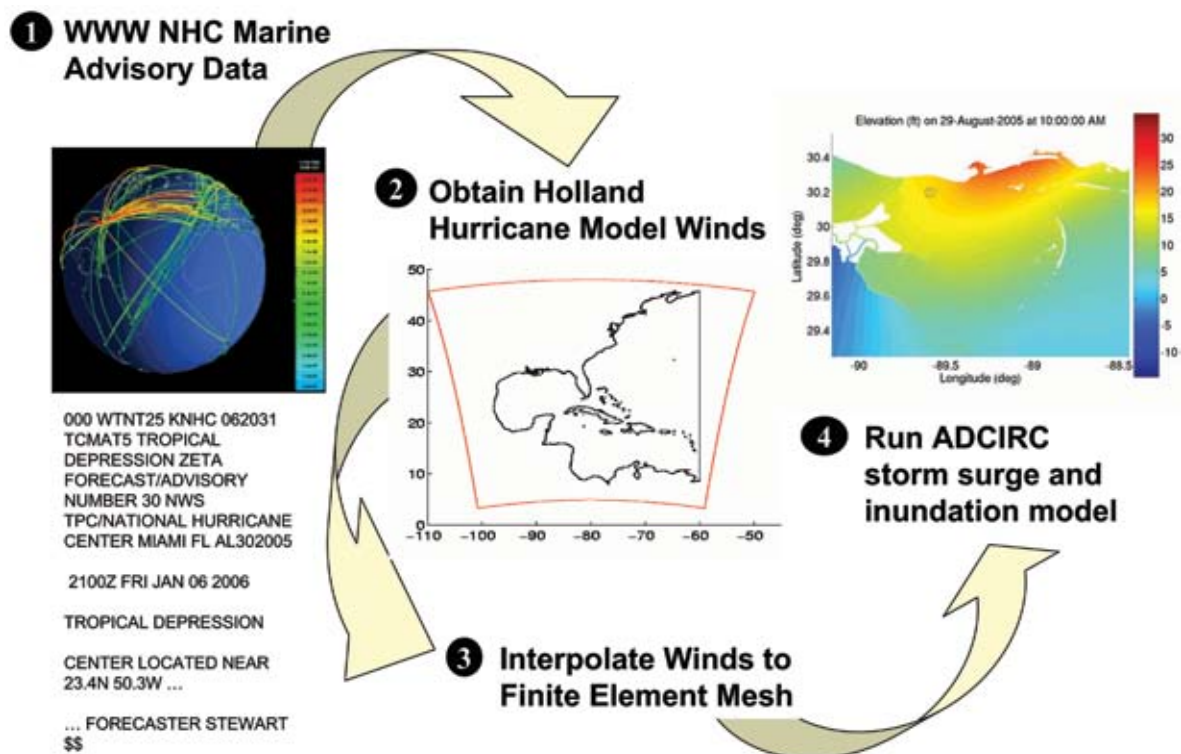 1 WWW NHC Marine
Advisory Data
000 WTNT25 KNHC 062031
TCMAT5 TROPICAL
DEPRESSION ZETA
FORECAST/ADVISORY
NUMBER 30 NWS
TPC/NATIONAL HURRICANE
CENTER MIAMI FL AL302005
2100Z FRI JAN 06 2006
TROPICAL DEPRESSION
CENTER LOCATED NEAR
23.4N 50.3W ...
... FORECASTER STEWART
$$
2 Obtain Holland
Hurricane Model Winds
50
40
30
20
10
0
-110 -100 -90 -80 -70 -60 -50
3 Interpolate Winds to
Finite Element Mesh
Elevation (ft) on 29-August-2005 at 10:00:00 AM
Latitude (deg)
30.4
30.2
30
29.8
29.6
29.4
-90 -89.5 -89 -88.5
Longitude (deg)
30
25
20
15
10
5
0
-5
-10
4 Run ADCIRC
storm surge and
inundation model